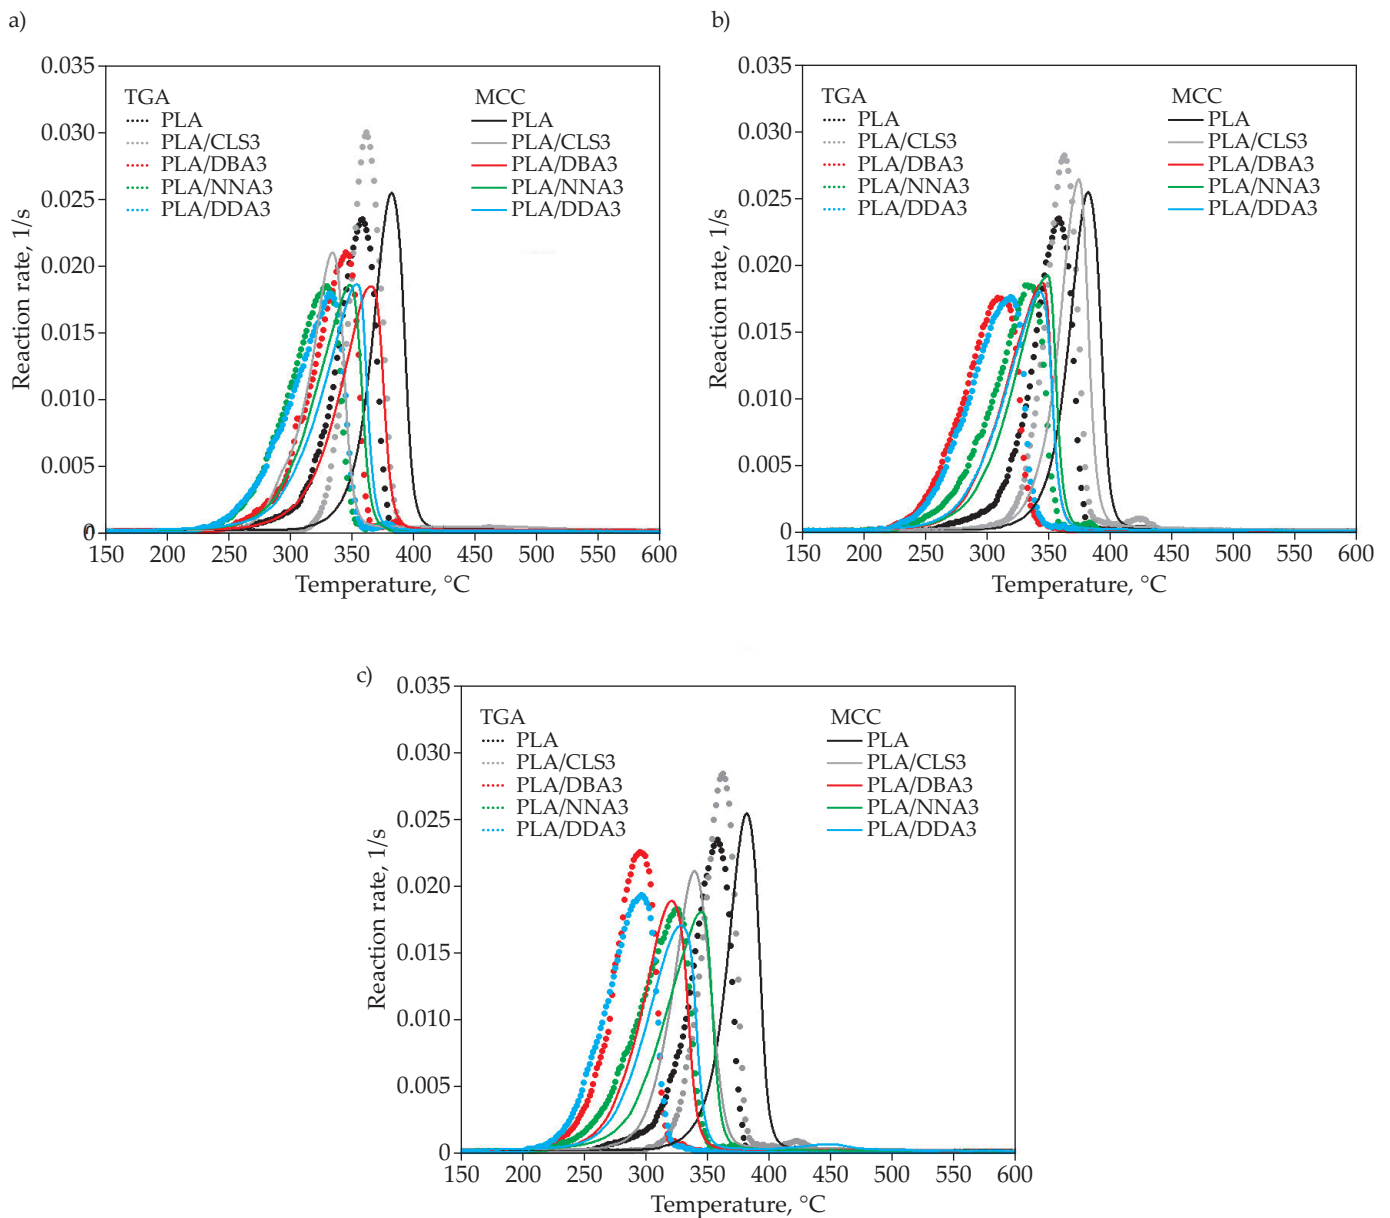 a)
0.035
0.030
0.025
0.020
0.015
0.010
0.005
0
Reaction rate, 1/s
TGA
PLA
PLA/CLS3
PLA/DBA3
PLA/NNA3
PLA/DDA3
MCC
PLA
PLA/CLS3
PLA/DBA3
PLA/NNA3
PLA/DDA3
150 200 250 300 350 400 450 500 550 600
Temperature, °C
b)
0.035
0.030
0.025
0.020
0.015
0.010
0.005
0
Reaction rate, 1/s
TGA
PLA
PLA/CLS3
PLA/DBA3
PLA/NNA3
PLA/DDA3
MCC
PLA
PLA/CLS3
PLA/DBA3
PLA/NNA3
PLA/DDA3
150 200 250 300 350 400 450 500 550 600
Temperature, °C
c)
0.035
0.030
0.025
0.020
0.015
0.010
0.005
0
Reaction rate, 1/s
TGA
PLA
PLA/CLS3
PLA/DBA3
PLA/NNA3
PLA/DDA3
MCC
PLA
PLA/CLS3
PLA/DBA3
PLA/NNA3
PLA/DDA3
150 200 250 300 350 400 450 500 550 600
Temperature, °C